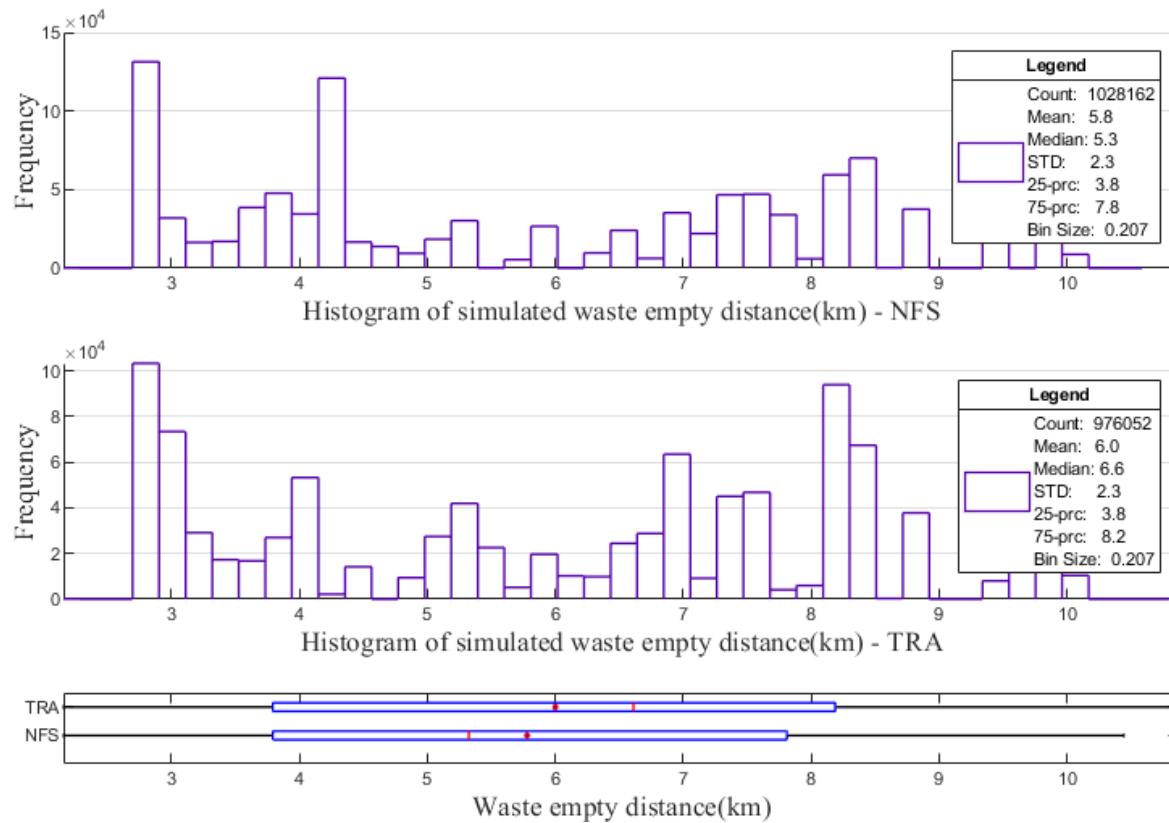 ×10⁴
15
10
5
0
Frequency
3 4 5 6 7 8 9 10
Histogram of simulated waste empty distance(km) - NFS
Legend
Count: 1028162
Mean: 5.8
Median: 5.3
STD: 2.3
25-prc: 3.8
75-prc: 7.8
Bin Size: 0.207
×10⁴
10
8
6
4
2
0
Frequency
3 4 5 6 7 8 9 10
Histogram of simulated waste empty distance(km) - TRA
Legend
Count: 976052
Mean: 6.0
Median: 6.6
STD: 2.3
25-prc: 3.8
75-prc: 8.2
Bin Size: 0.207
TRA
NFS
3 4 5 6 7 8 9 10
Waste empty distance(km)